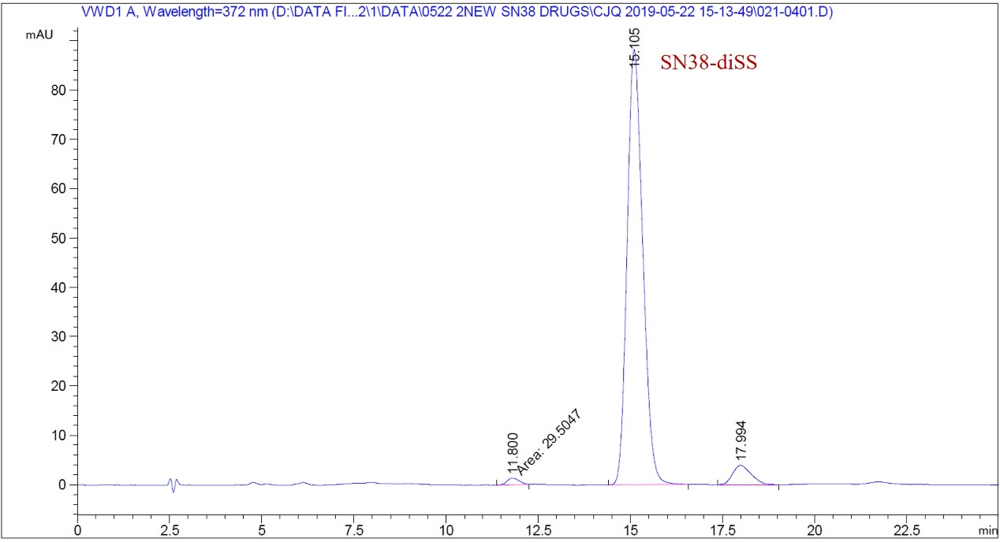 VWD1 A, Wavelength=372 nm (D:\DATA FI...2\1\DATA\0522 2NEW SN38 DRUGS\CJQ 2019-05-22 15-13-49\021-0401.D)
mAU
15.105
SN38-diSS
80
70
60
50
40
30
20
10
0
11.800
Area: 29.5047
17.994
0 2.5 5 7.5 10 12.5 15 17.5 20 22.5 min